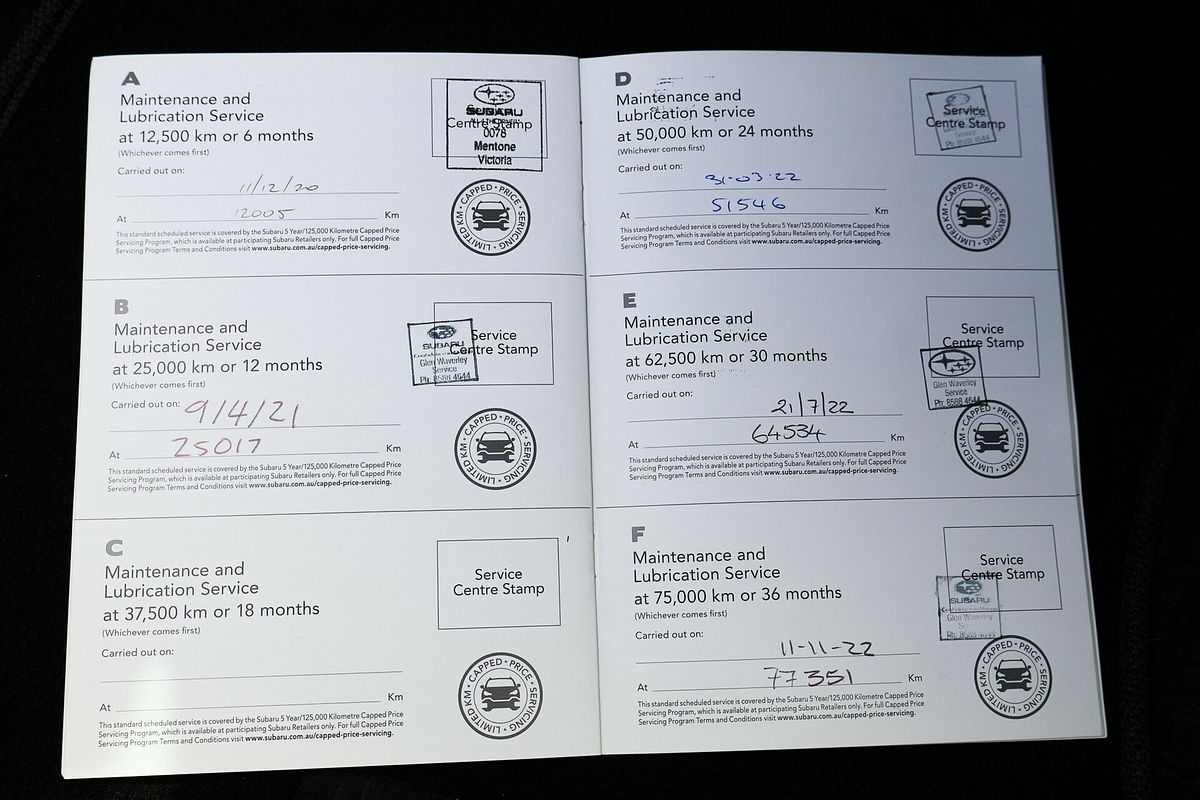 A
Maintenance and
Lubrication Service
at 12,500 km or 6 months
(Whichever comes first)
Carried out on:
11/12/20
At 12005 Km
This standard scheduled service is covered by the Subaru 5 Year/125,000 Kilometre Capped Price
Servicing Program, which is available at participating Subaru Retailers only. For full Capped Price
Servicing Program Terms and Conditions visit www.subaru.com.au/capped-price-servicing.
Centre Stamp
SUBARU
0078
Mentone
Victoria
LIMITED KM • CAPPED • PRICE • SERVICING •
B
Maintenance and
Lubrication Service
at 25,000 km or 12 months
(Whichever comes first)
Carried out on: 9/4/21
At 25017 Km
This standard scheduled service is covered by the Subaru 5 Year/125,000 Kilometre Capped Price
Servicing Program, which is available at participating Subaru Retailers only. For full Capped Price
Servicing Program Terms and Conditions visit www.subaru.com.au/capped-price-servicing.
Service
Centre Stamp
SUBARU
Glen Waverley
Service
Ph: 8588 4644
LIMITED KM • CAPPED • PRICE • SERVICING •
C
Maintenance and
Lubrication Service
at 37,500 km or 18 months
(Whichever comes first)
Carried out on:
At Km
This standard scheduled service is covered by the Subaru 5 Year/125,000 Kilometre Capped Price
Servicing Program, which is available at participating Subaru Retailers only. For full Capped Price
Servicing Program Terms and Conditions visit www.subaru.com.au/capped-price-servicing.
Service
Centre Stamp
LIMITED KM • CAPPED • PRICE • SERVICING •
D
Maintenance and
Lubrication Service
at 50,000 km or 24 months
(Whichever comes first)
Carried out on:
31-03-22
At 51546 Km
This standard scheduled service is covered by the Subaru 5 Year/125,000 Kilometre Capped Price
Servicing Program, which is available at participating Subaru Retailers only. For full Capped Price
Servicing Program Terms and Conditions visit www.subaru.com.au/capped-price-servicing.
Service
Centre Stamp
Service
Ph: 8588 4644
LIMITED KM • CAPPED • PRICE • SERVICING •
E
Maintenance and
Lubrication Service
at 62,500 km or 30 months
(Whichever comes first)
Carried out on:
21/7/22
At 64534 Km
This standard scheduled service is covered by the Subaru 5 Year/125,000 Kilometre Capped Price
Servicing Program, which is available at participating Subaru Retailers only. For full Capped Price
Servicing Program Terms and Conditions visit www.subaru.com.au/capped-price-servicing.
Service
Centre Stamp
Glen Waverley
Service
Ph: 8588 4644
LIMITED KM • CAPPED • PRICE • SERVICING •
F
Maintenance and
Lubrication Service
at 75,000 km or 36 months
(Whichever comes first)
Carried out on:
11-11-22
At 77351 Km
This standard scheduled service is covered by the Subaru 5 Year/125,000 Kilometre Capped Price
Servicing Program, which is available at participating Subaru Retailers only. For full Capped Price
Servicing Program Terms and Conditions visit www.subaru.com.au/capped-price-servicing.
Service
Centre Stamp
SUBARU
Glen Waverley
LIMITED KM • CAPPED • PRICE • SERVICING •